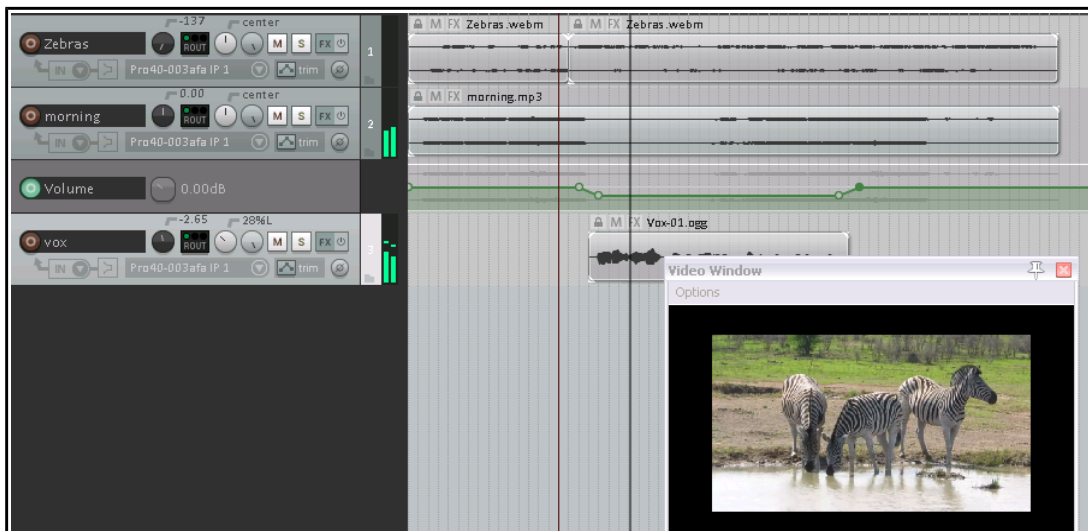 -137 center
Zebras ROUT M S FX 1
IN Pro40-003afa IP 1 trim
M FX Zebras.webm M FX Zebras.webm
0.00 center
morning ROUT M S FX 2
IN Pro40-003afa IP 1 trim
M FX morning.mp3
Volume 0.00dB
-2.65 28%L
vox ROUT M S FX 3
IN Pro40-003afa IP 1 trim
M FX Vox-01.ogg
Video Window
Options